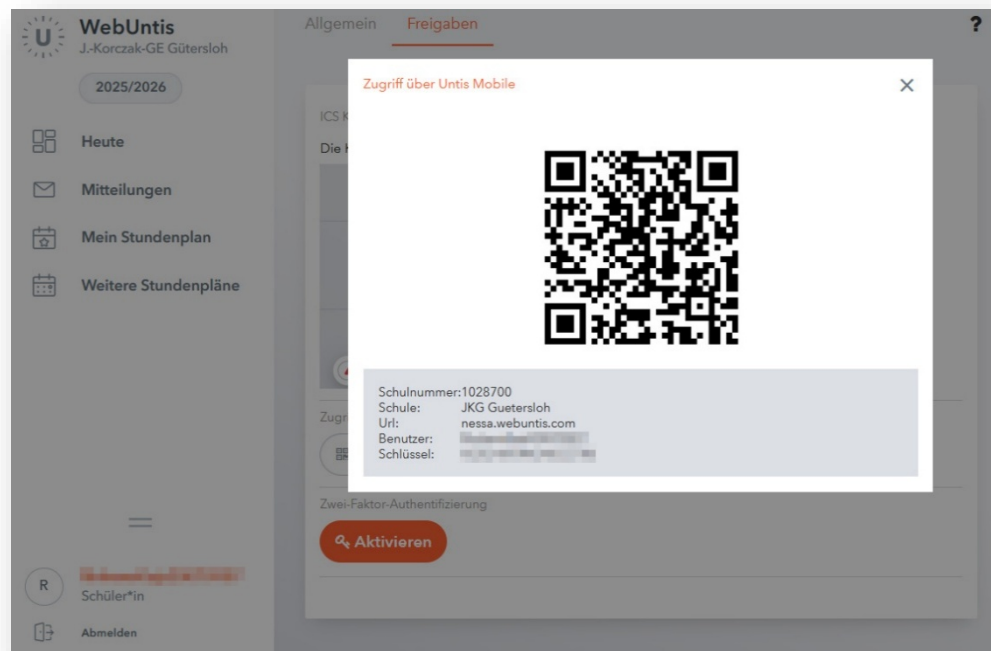 WebUntis
J.-Korczak-GE Gütersloh
2025/2026
Heute
Mitteilungen
Mein Stundenplan
Weitere Stundenpläne
R
Schüler*in
Abmelden
Allgemein Freigaben
?
ICS K
Die
Zugriff über Untis Mobile
Schulnummer:1028700
Schule: JKG Guetersloh
Url: nessa.webuntis.com
Benutzer:
Schlüssel:
Zugr
Zwei-Faktor-Authentifizierung
Aktivieren